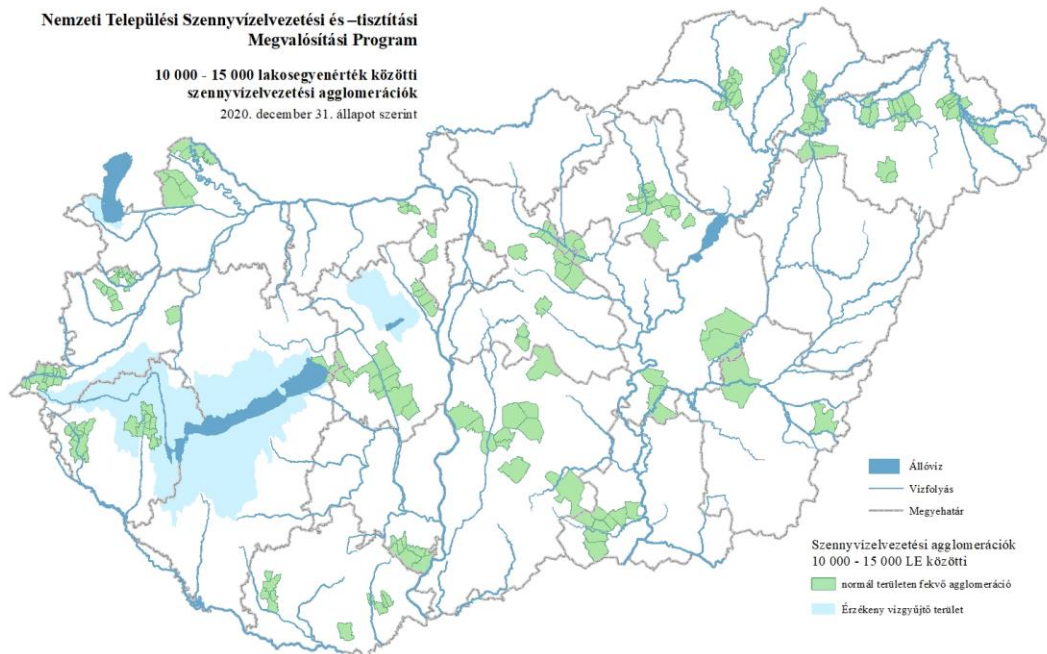 Nemzeti Települési Szennyvízelvezetési és –tisztítási
Megvalósítási Program
10 000 - 15 000 lakosegyenérték közötti
szennyvízelvezetési agglomerációk
2020. december 31. állapot szerint
Állóvíz
Vízfolyás
Megyehatár
Szennyvízelvezetési agglomerációk
10 000 - 15 000 LE közötti
normál területen fekvő agglomeráció
Érzékeny vízgyűjtő terület